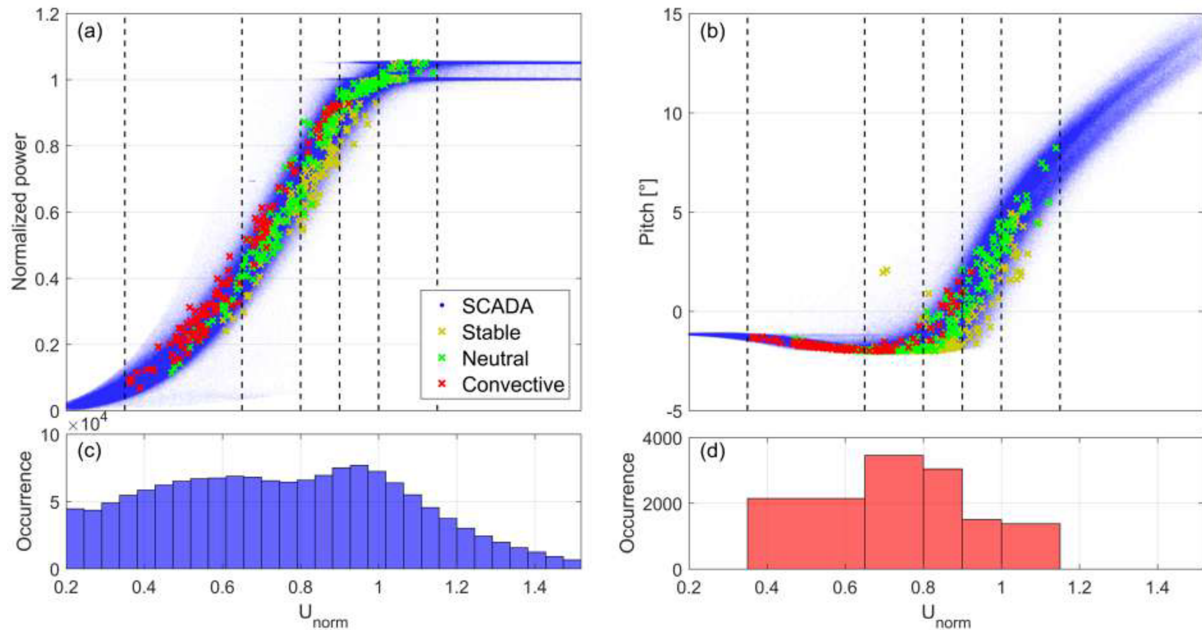 (a)
1.2
1
0.8
0.6
0.4
0.2
0
Normalized power
SCADA
Stable
Neutral
Convective
(b)
15
10
5
0
-5
Pitch [°]
×10⁴
(c)
10
5
0
Occurrence
0.2 0.4 0.6 0.8 1 1.2 1.4
U_norm
(d)
4000
2000
0
Occurrence
0.2 0.4 0.6 0.8 1 1.2 1.4
U_norm